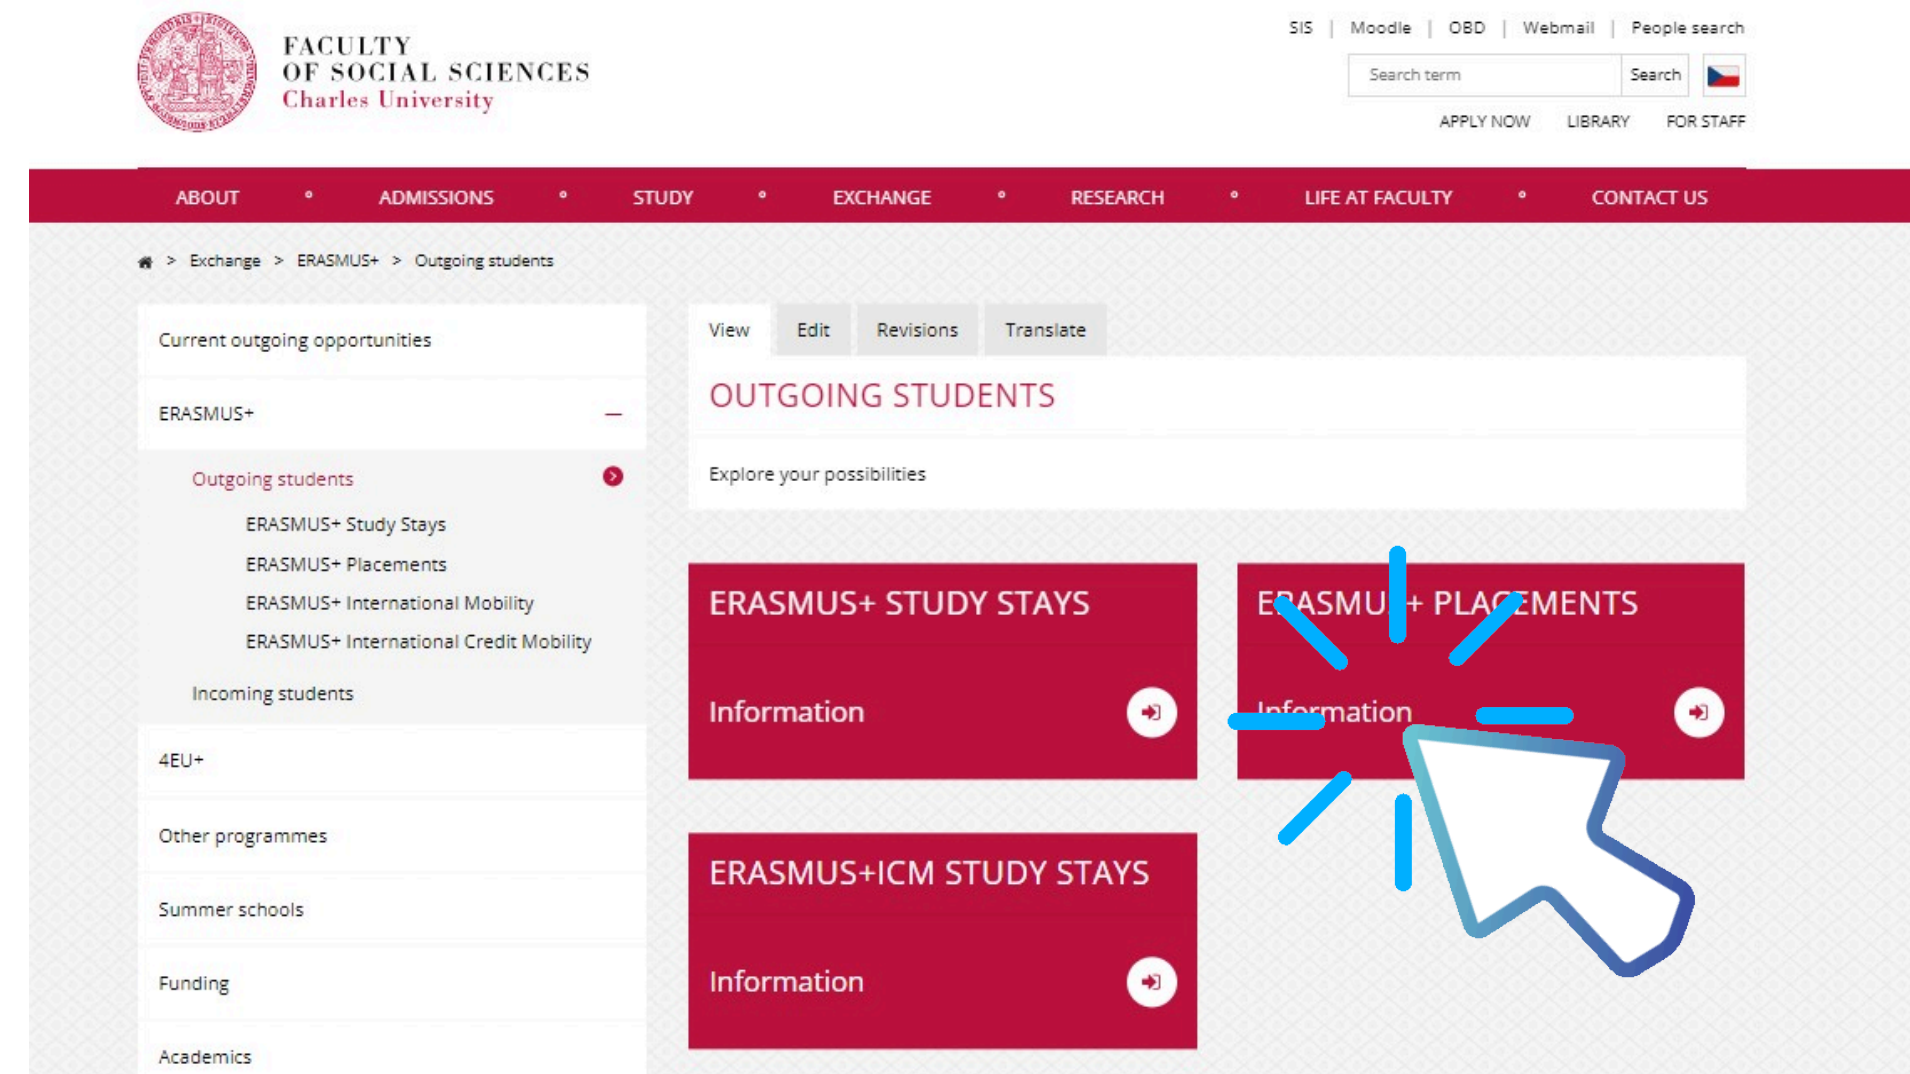 FACULTY
OF SOCIAL SCIENCES
Charles University
SIS | Moodle | OBD | Webmail | People search
Search term
Search
APPLY NOW LIBRARY FOR STAFF
ABOUT ADMISSIONS STUDY EXCHANGE RESEARCH LIFE AT FACULTY CONTACT US
> Exchange > ERASMUS+ > Outgoing students
Current outgoing opportunities
ERASMUS+
Outgoing students
ERASMUS+ Study Stays
ERASMUS+ Placements
ERASMUS+ International Mobility
ERASMUS+ International Credit Mobility
Incoming students
4EU+
Other programmes
Summer schools
Funding
Academics
View Edit Revisions Translate
OUTGOING STUDENTS
Explore your possibilities
ERASMUS+ STUDY STAYS
Information
ERASMUS+ PLACEMENTS
Information
ERASMUS+ICM STUDY STAYS
Information